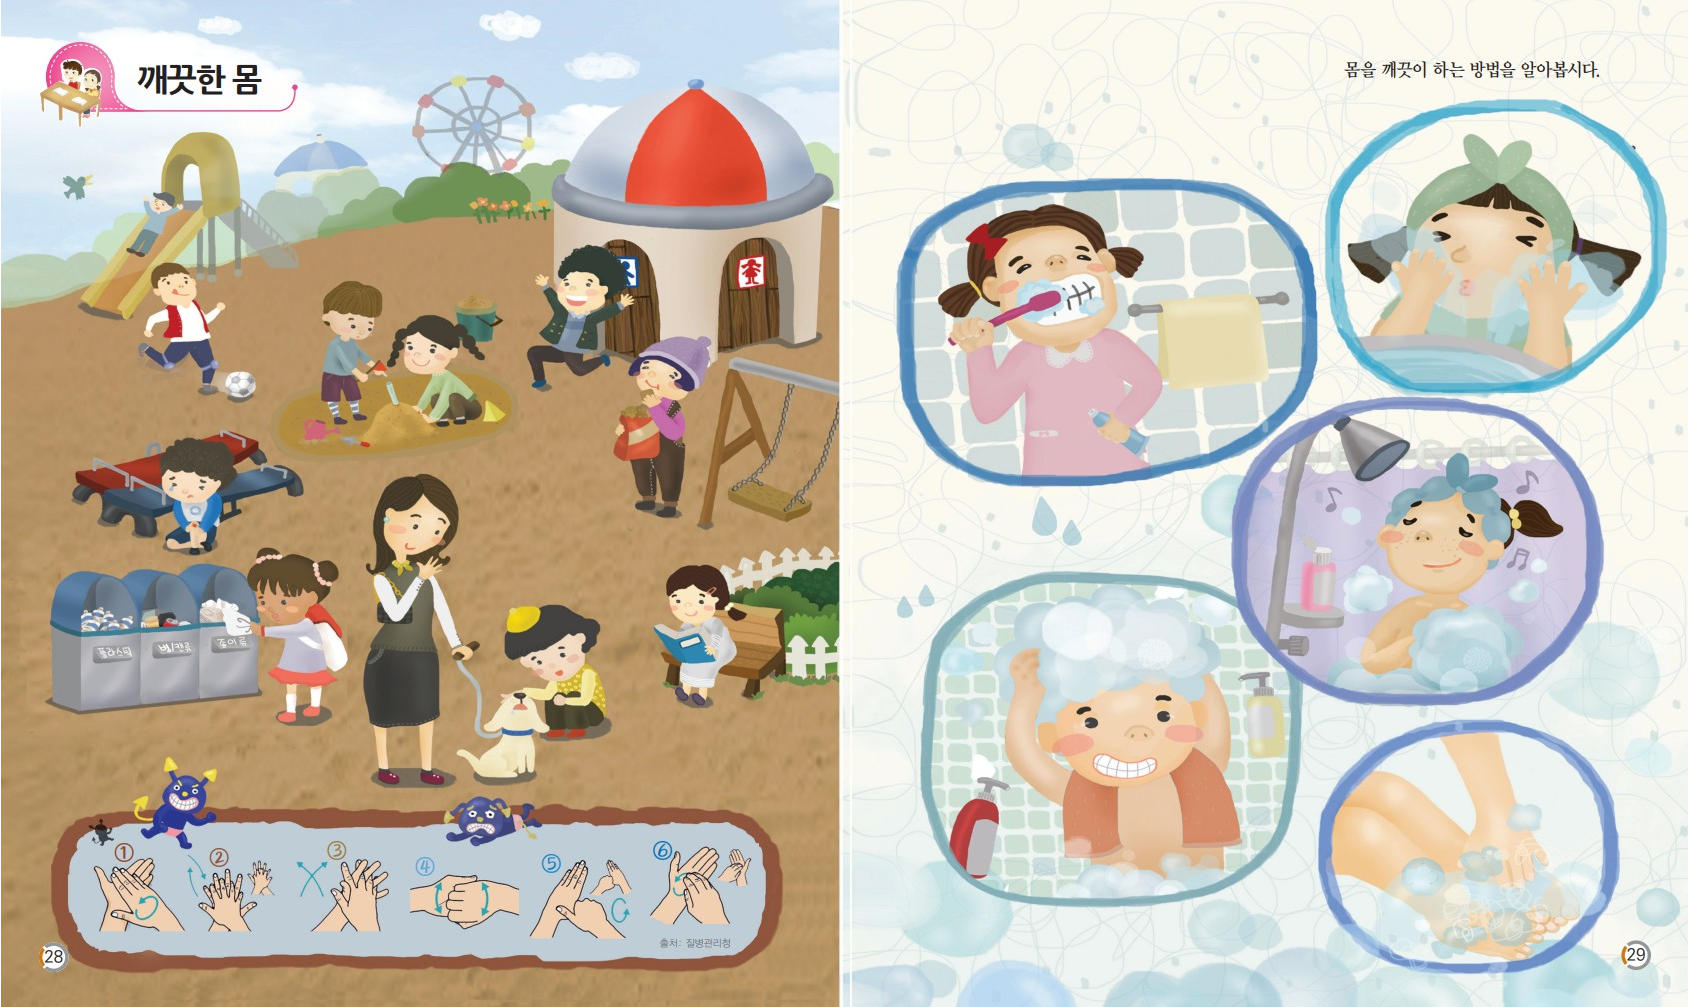 깨끗한 몸
몸을 깨끗이 하는 방법을 알아봅시다.
플라스틱
병/캔류
종이류
①
②
③
④
⑤
⑥
출처: 질병관리청
28
29